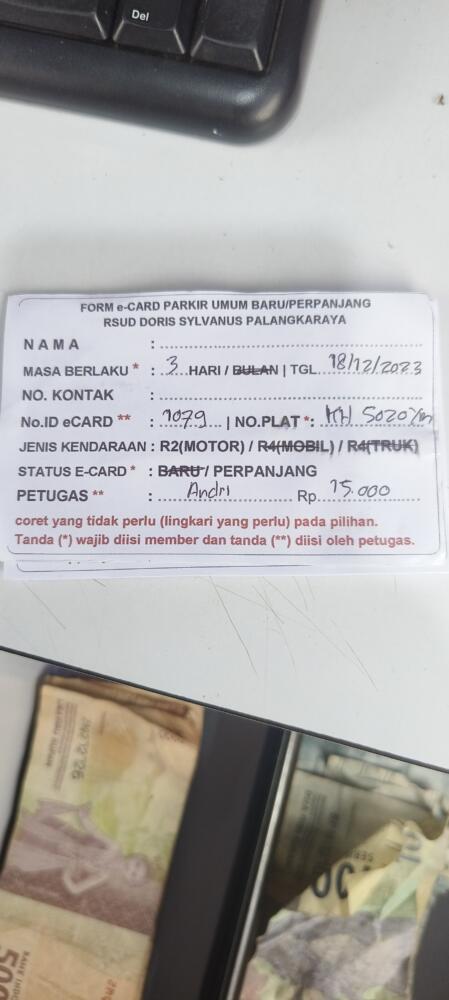 Del
FORM e-CARD PARKIR UMUM BARU/PERPANJANG
RSUD DORIS SYLVANUS PALANGKARAYA
NAMA :
MASA BERLAKU * : 3 HARI / BULAN | TGL. 18/12/2023
NO. KONTAK :
No.ID eCARD ** : 1079 | NO.PLAT *: KH 5020
JENIS KENDARAAN : R2(MOTOR) / R4(MOBIL) / R4(TRUK)
STATUS E-CARD * : BARU / PERPANJANG
PETUGAS ** : Andri Rp. 15.000
coret yang tidak perlu (lingkari yang perlu) pada pilihan.
Tanda (*) wajib diisi member dan tanda (**) diisi oleh petugas.